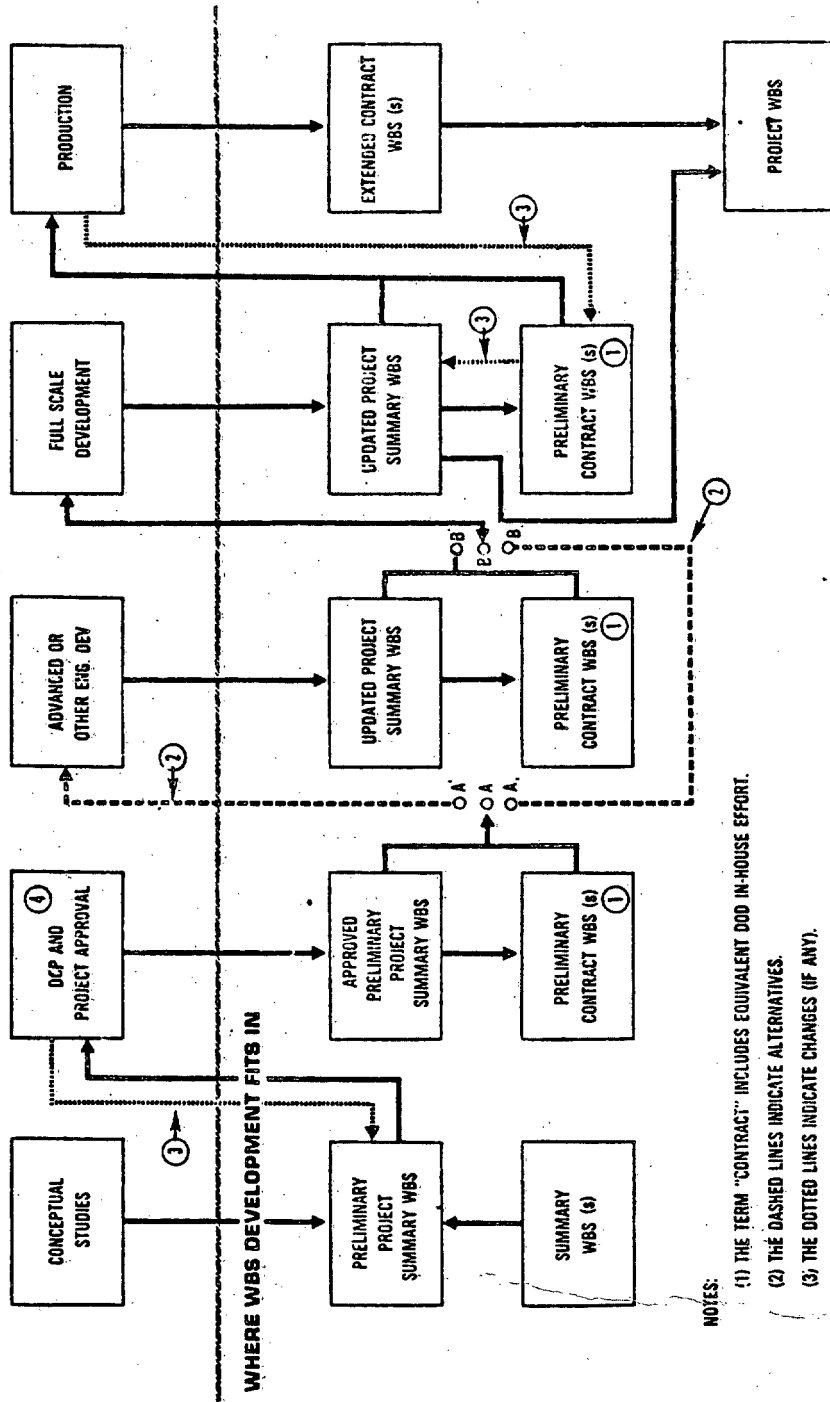 CONCEPTUAL
STUDIES
④
DCP AND
PROJECT APPROVAL
ADVANCED OR
OTHER ENG. DEV
FULL SCALE
DEVELOPMENT
PRODUCTION
③
②
WHERE WBS DEVELOPMENT FITS IN
PRELIMINARY
PROJECT
SUMMARY WBS
APPROVED
PRELIMINARY
PROJECT
SUMMARY WBS
UPDATED PROJECT
SUMMARY WBS
UPDATED PROJECT
SUMMARY WBS
EXTENDED CONTRACT
WBS (s)
A'
A
A,
B'
B
B
③
③
SUMMARY
WBS (s)
PRELIMINARY
CONTRACT WBS (s)
①
PRELIMINARY
CONTRACT WBS (s)
①
PRELIMINARY
CONTRACT WBS (s)
①
②
PROJECT WBS
NOTES:
(1) THE TERM "CONTRACT" INCLUDES EQUIVALENT DOD IN-HOUSE EFFORT.
(2) THE DASHED LINES INDICATE ALTERNATIVES.
(3) THE DOTTED LINES INDICATE CHANGES (IF ANY).